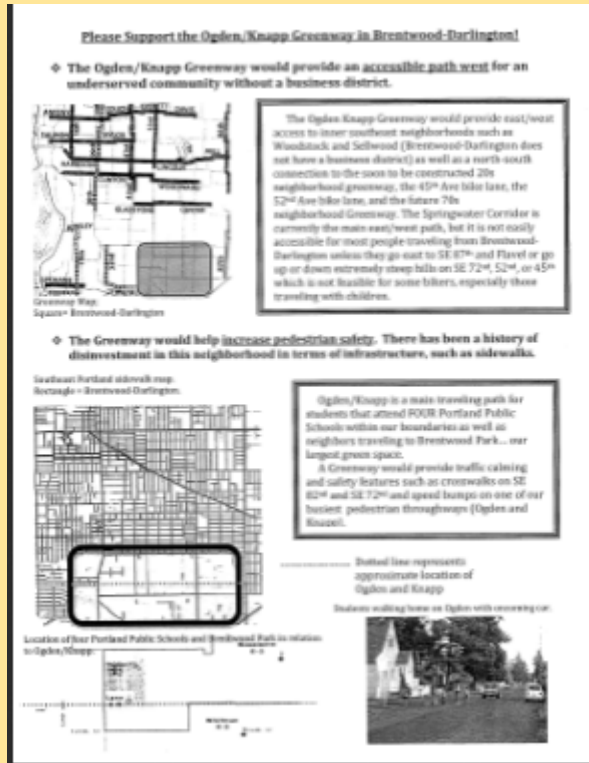 Please Support the Ogden/Knapp Greenway in Brentwood-Darlington!
❖ The Ogden/Knapp Greenway would provide an accessible path west for an
underserved community without a business district.
The Ogden Knapp Greenway would provide east/west
access to inner southeast neighborhoods such as
Woodstock and Sellwood (Brentwood-Darlington does
not have a business district) as well as a north-south
connection to the soon to be constructed 20s
neighborhood greenway, the 45th Ave bike lane, the
52nd Ave bike lane, and the future 70s
neighborhood Greenway. The Springwater Corridor is
currently the main east/west path, but it is not easily
accessible for most people traveling from Brentwood-
Darlington unless they go east to SE 87th and Flavel or go
up or down extremely steep hills on SE 72nd, 52nd, or 45th
which is not feasible for some bikers, especially those
traveling with children.
Greenway Map.
Square= Brentwood-Darlington
❖ The Greenway would help increase pedestrian safety. There has been a history of
disinvestment in this neighborhood in terms of infrastructure, such as sidewalks.
Southeast Portland sidewalk map.
Rectangle = Brentwood-Darlington.
Ogden/Knapp is a main traveling path for
students that attend FOUR Portland Public
Schools within our boundaries as well as
neighbors traveling to Brentwood Park... our
largest green space.
A Greenway would provide traffic calming
and safety features such as crosswalks on SE
82nd and SE 72nd and speed bumps on one of our
busiest pedestrian throughways (Ogden and
Knapp).
Dotted line represents
approximate location of
Ogden and Knapp
Students walking home on Ogden with oncoming car.
Location of four Portland Public Schools and Brentwood Park in relation
to Ogden/Knapp.